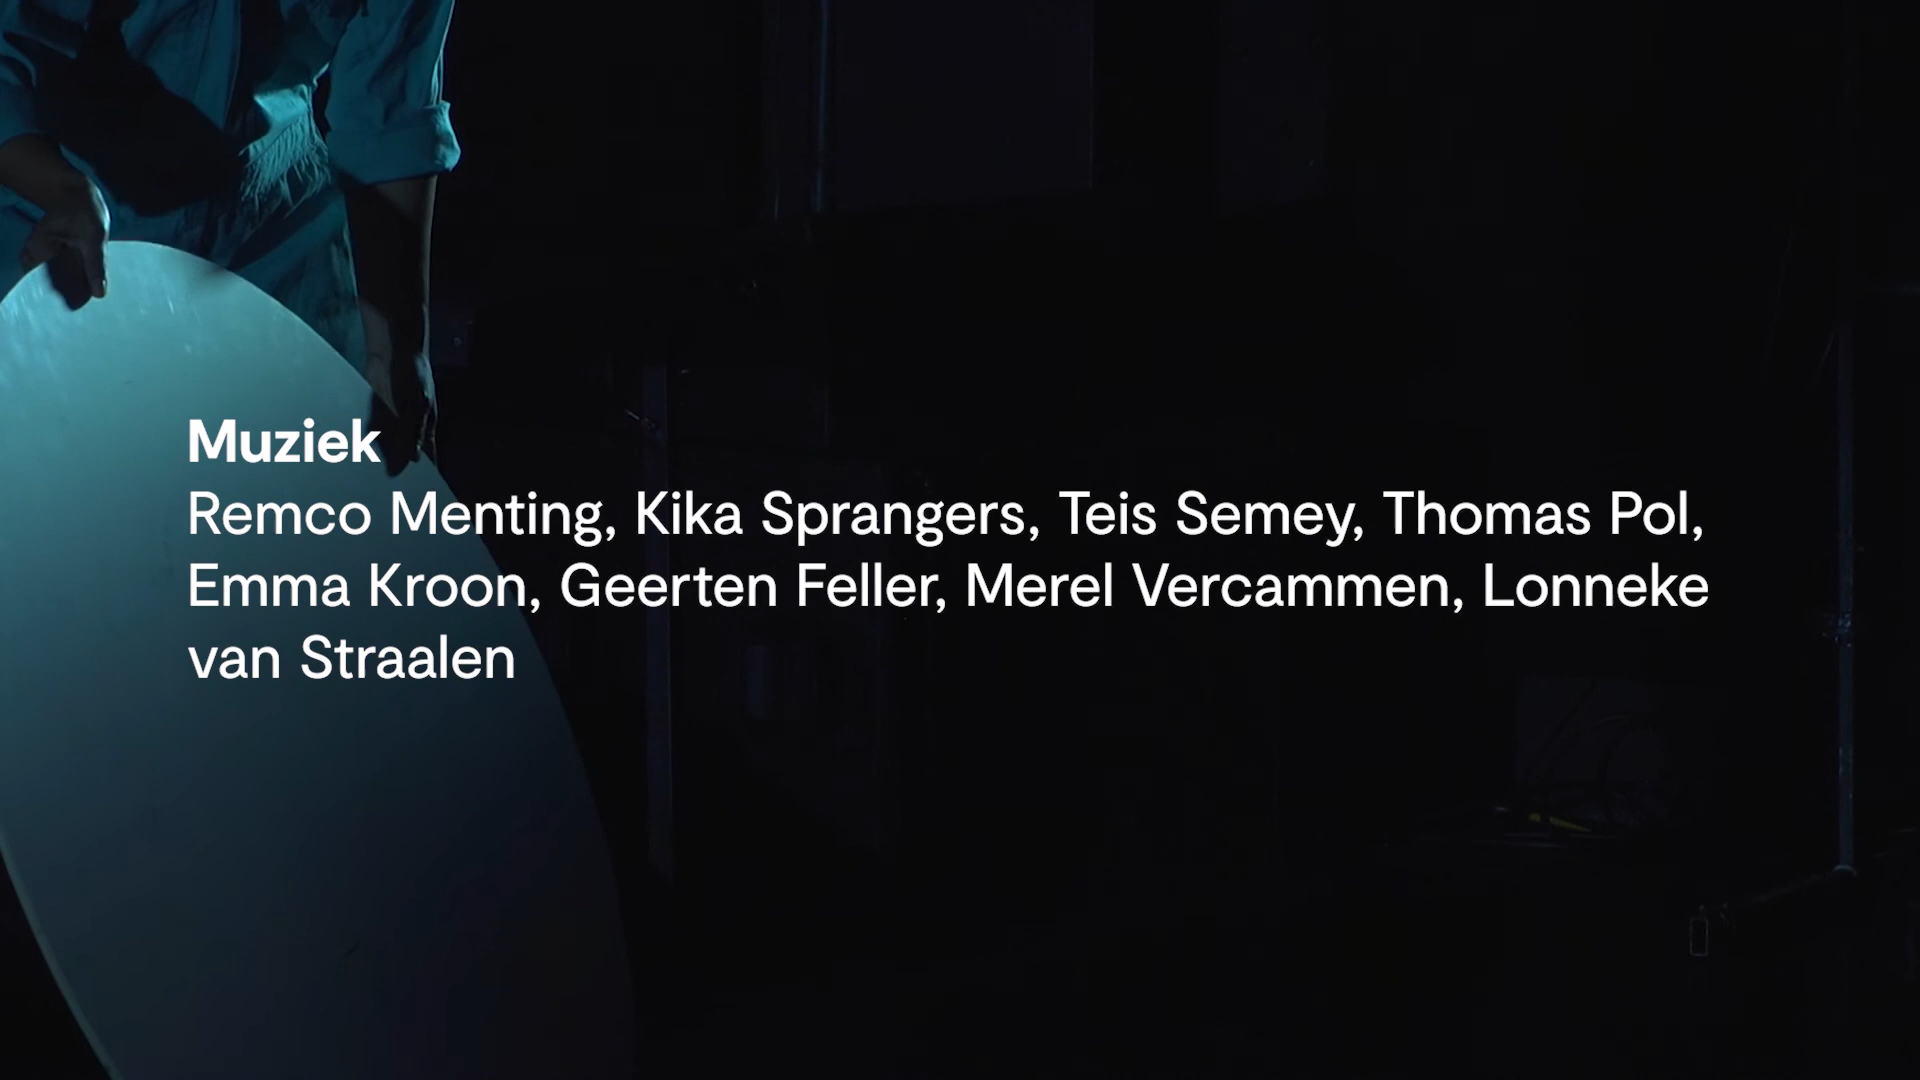 Muziek
Remco Menting, Kika Sprangers, Teis Semey, Thomas Pol,
Emma Kroon, Geerten Feller, Merel Vercammen, Lonneke
van Straalen